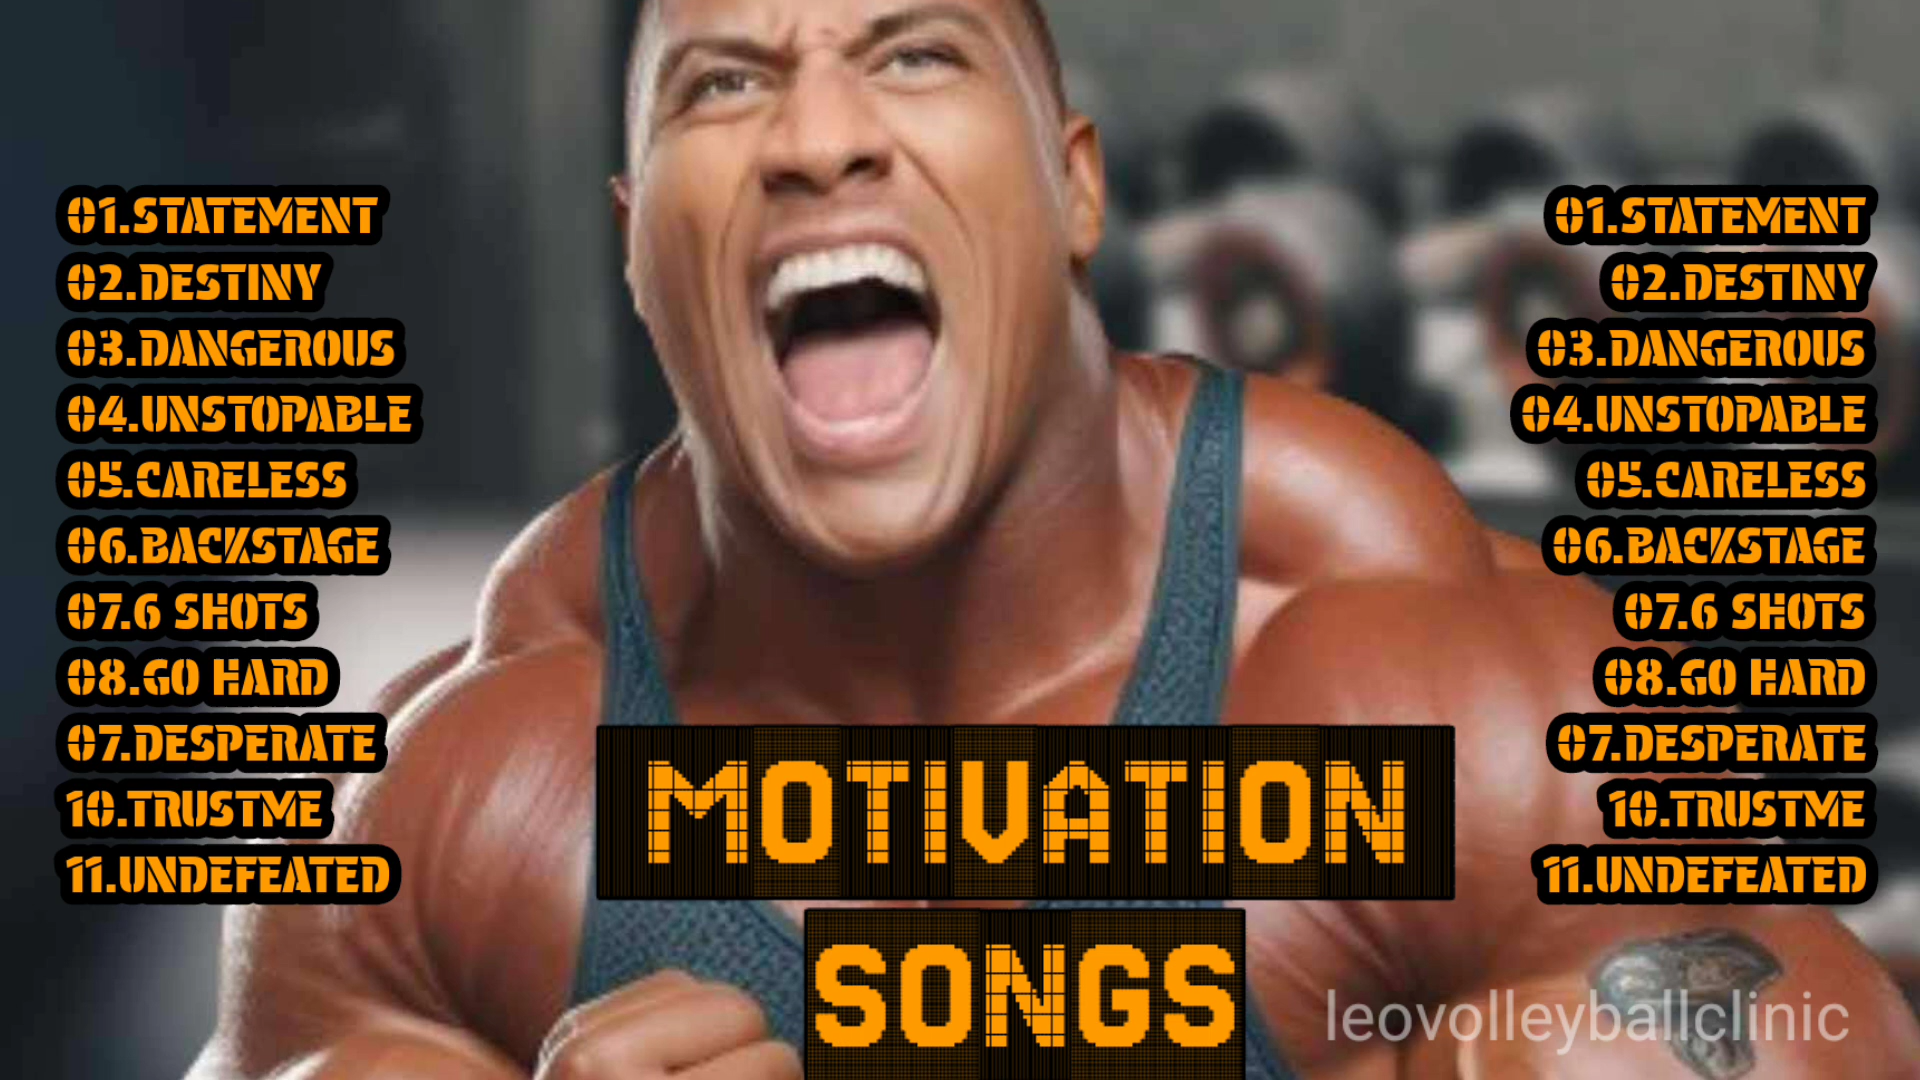 01.STATEMENT
02.DESTINY
03.DANGEROUS
04.UNSTOPABLE
05.CARELESS
06.BACKSTAGE
07.6 SHOTS
08.GO HARD
07.DESPERATE
10.TRUSTME
11.UNDEFEATED
01.STATEMENT
02.DESTINY
03.DANGEROUS
04.UNSTOPABLE
05.CARELESS
06.BACKSTAGE
07.6 SHOTS
08.GO HARD
07.DESPERATE
10.TRUSTME
11.UNDEFEATED
MOTIVATION
SONGS
leovolleyballclinic